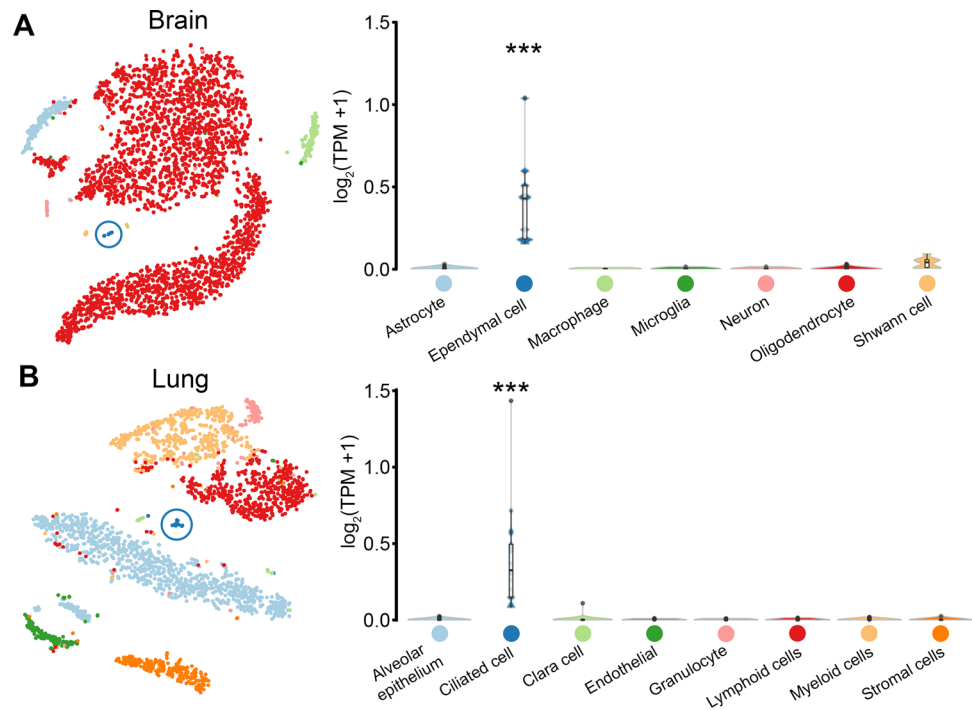 A
Brain
1.5
1.0
0.5
0.0
log2(TPM +1)
***
Astrocyte
Ependymal cell
Macrophage
Microglia
Neuron
Oligodendrocyte
Shwann cell
B
Lung
1.5
1.0
0.5
0.0
log2(TPM +1)
***
Alveolar
epithelium
Ciliated cell
Clara cell
Endothelial
Granulocyte
Lymphoid cells
Myeloid cells
Stromal cells